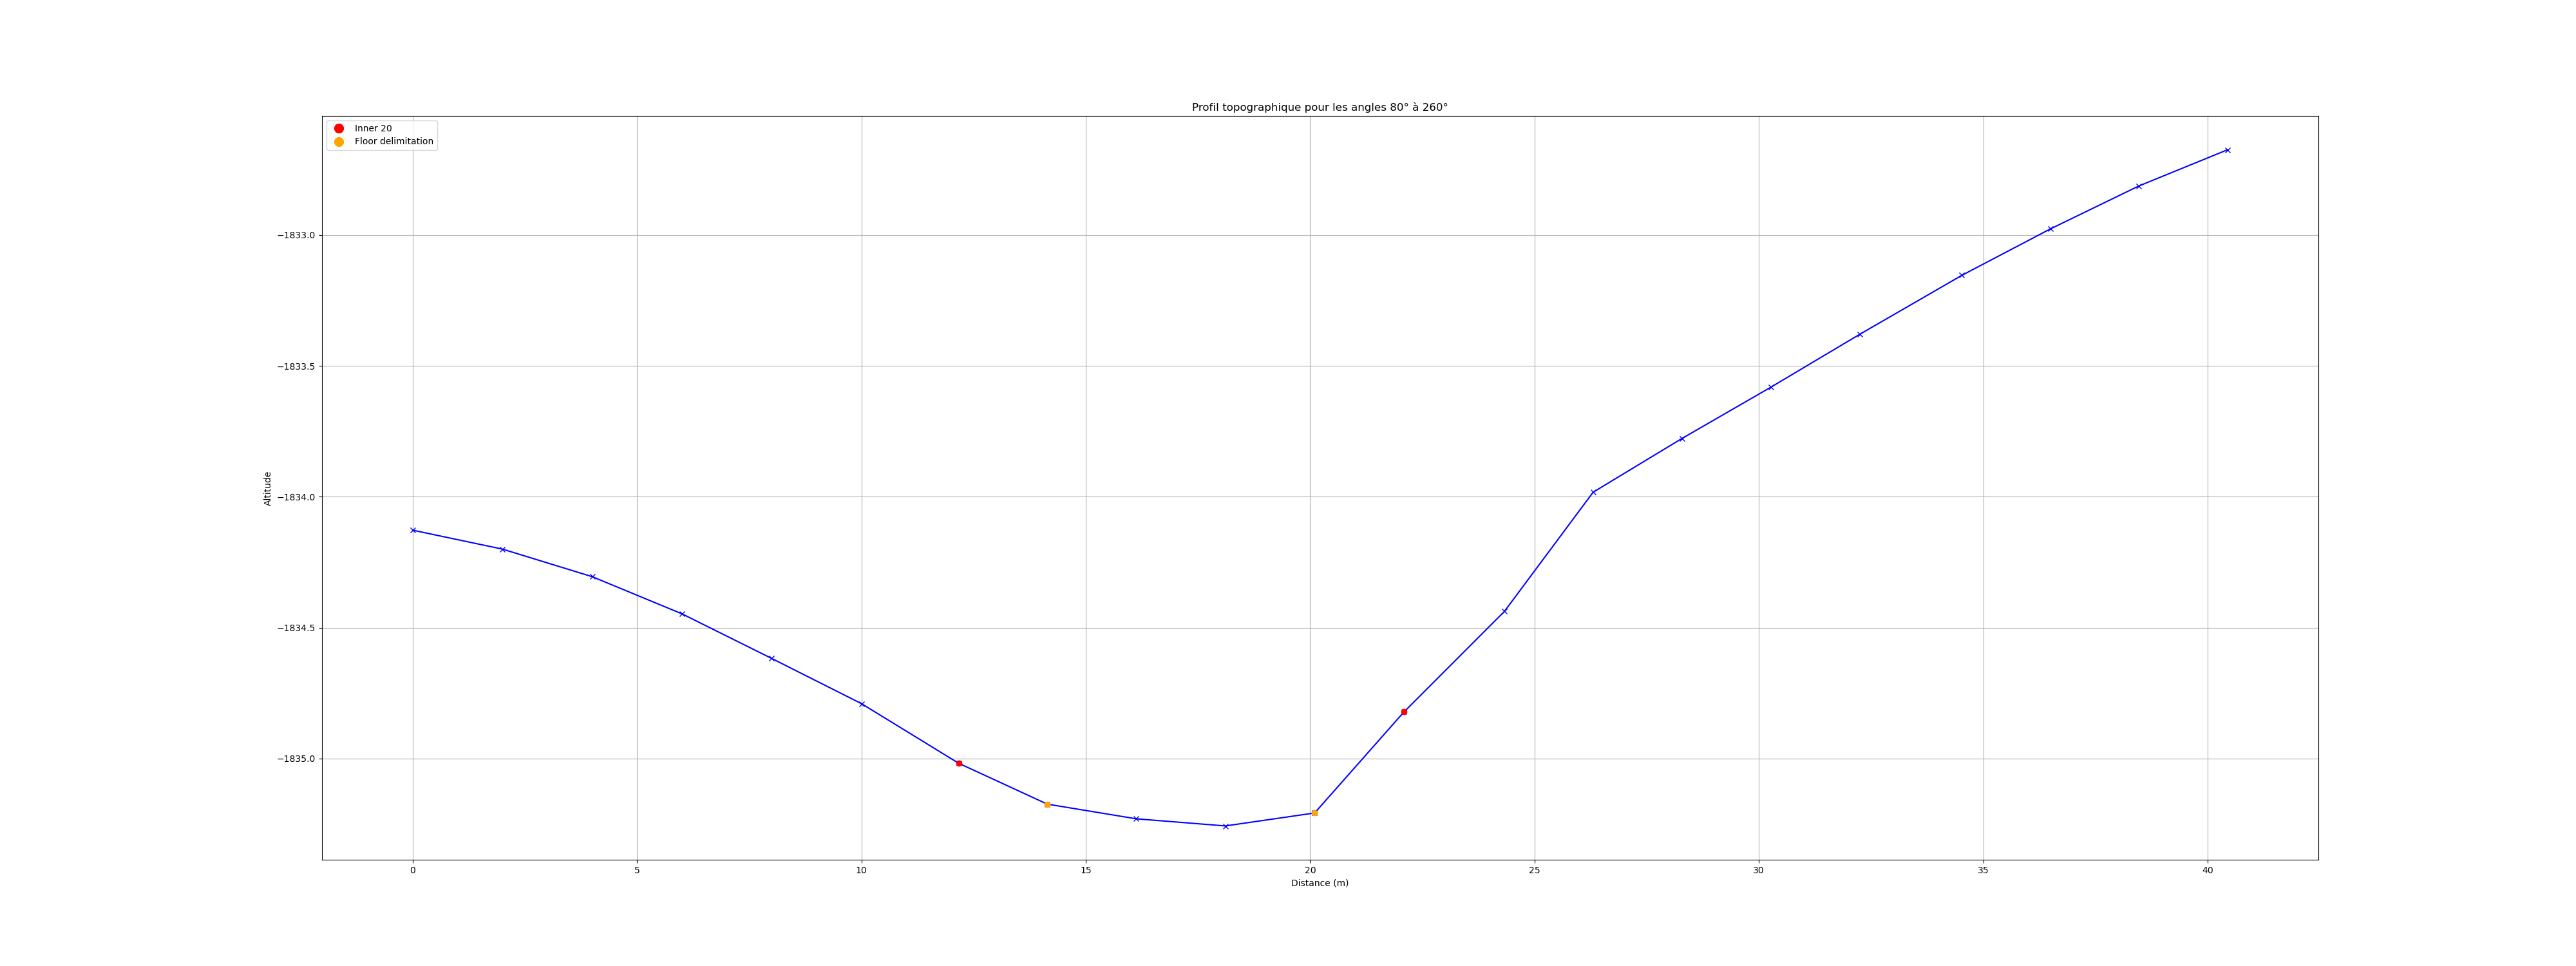 Profil topographique pour les angles 80° à 260°
Inner 20
Floor delimitation
Altitude
−1833.0
−1833.5
−1834.0
−1834.5
−1835.0
0
5
10
15
20
25
30
35
40
Distance (m)